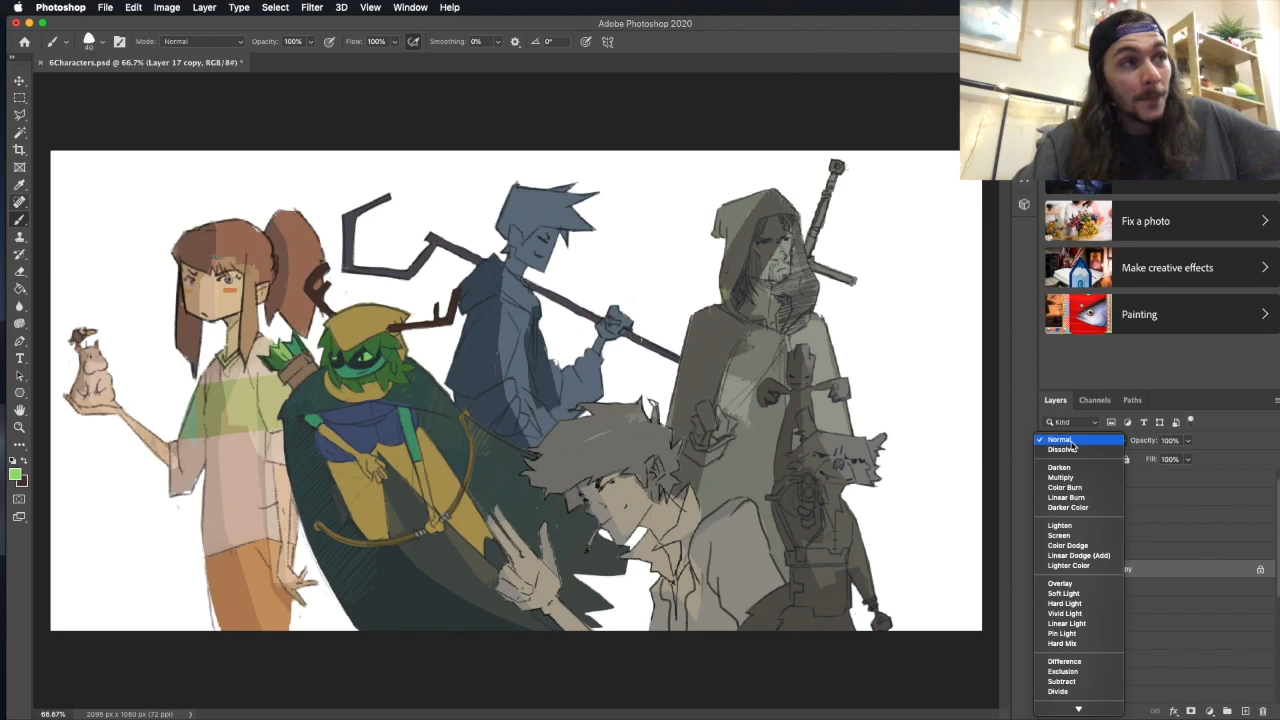 Photoshop File Edit Image Layer Type Select Filter 3D View Window Help
Adobe Photoshop 2020
40 Mode: Normal Opacity: 100% Flow: 100% Smoothing: 0% 0°
6Characters.psd @ 66.7% (Layer 17 copy, RGB/8#) *
Fix a photo
Make creative effects
Painting
Layers Channels Paths
Kind
Normal Opacity: 100%
Dissolve
Fill: 100%
Darken
Multiply
Color Burn
Linear Burn
Darker Color
Lighten
Screen
Color Dodge
Linear Dodge (Add)
Lighter Color
py
Overlay
Soft Light
Hard Light
Vivid Light
Linear Light
Pin Light
Hard Mix
Difference
Exclusion
Subtract
Divide
66.67% 2095 px x 1080 px (72 ppi)